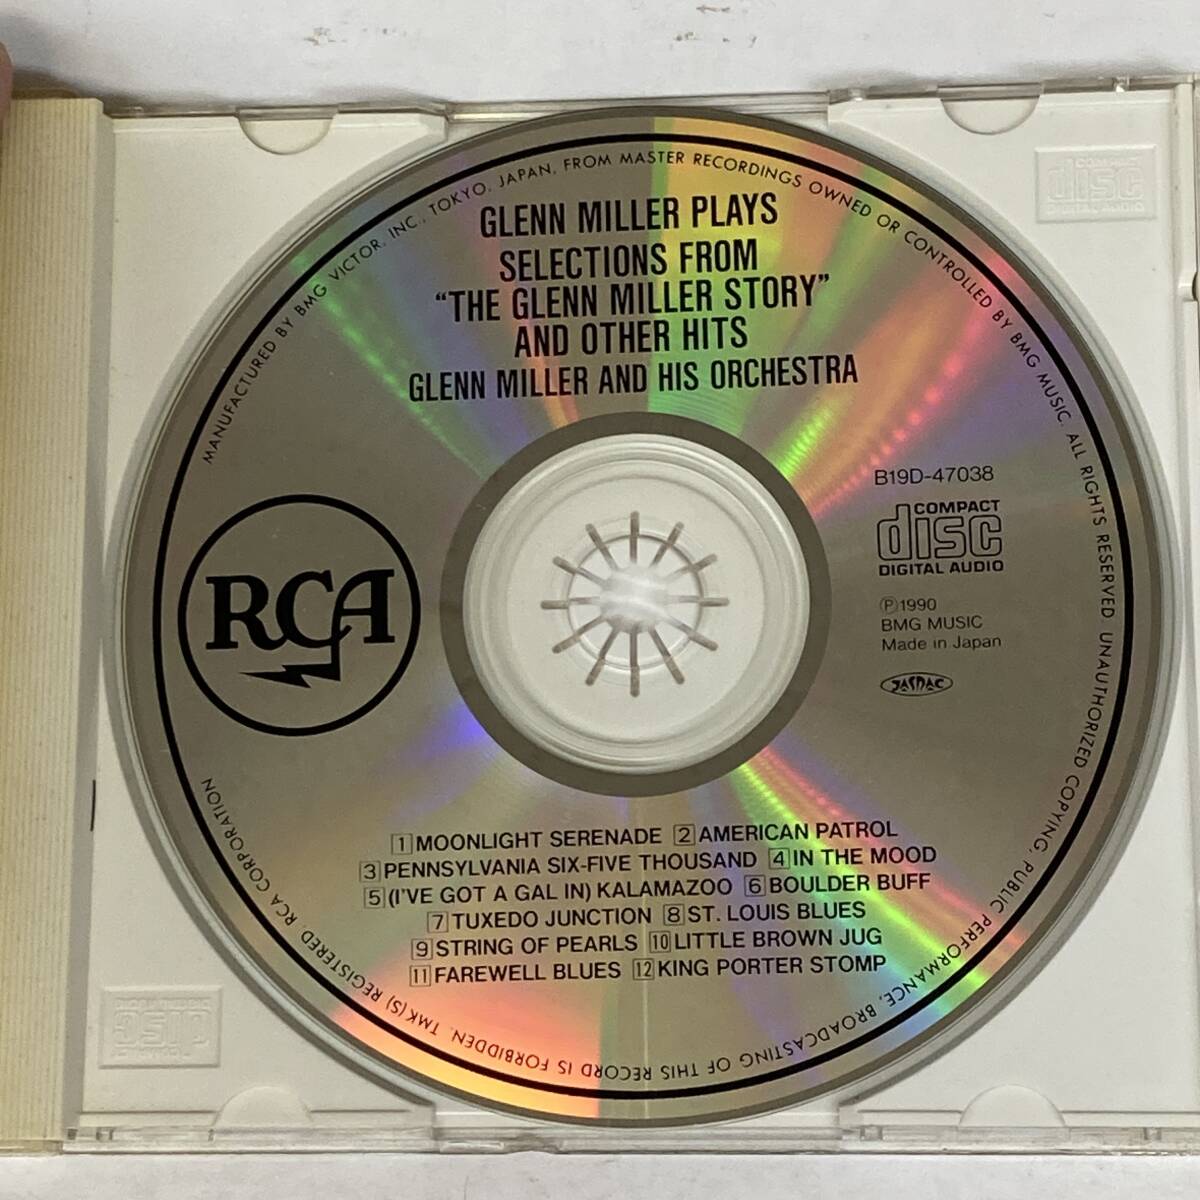 GLENN MILLER PLAYS
SELECTIONS FROM
"THE GLENN MILLER STORY"
AND OTHER HITS
GLENN MILLER AND HIS ORCHESTRA
MANUFACTURED BY BMG VICTOR, INC., TOKYO, JAPAN, FROM MASTER RECORDINGS OWNED OR CONTROLLED BY BMG MUSIC. ALL RIGHTS RESERVED. UNAUTHORIZED COPYING, PUBLIC PERFORMANCE, BROADCASTING OF THIS RECORD IS FORBIDDEN. TMK(S) REGISTERED. RCA CORPORATION
RCA
B19D-47038
COMPACT
disc
DIGITAL AUDIO
Ⓟ1990
BMG MUSIC
Made in Japan
JASRAC
1 MOONLIGHT SERENADE 2 AMERICAN PATROL
3 PENNSYLVANIA SIX-FIVE THOUSAND 4 IN THE MOOD
5 (I'VE GOT A GAL IN) KALAMAZOO 6 BOULDER BUFF
7 TUXEDO JUNCTION 8 ST. LOUIS BLUES
9 STRING OF PEARLS 10 LITTLE BROWN JUG
11 FAREWELL BLUES 12 KING PORTER STOMP
COMPACT
disc
DIGITAL AUDIO
COMPACT
disc
DIGITAL AUDIO